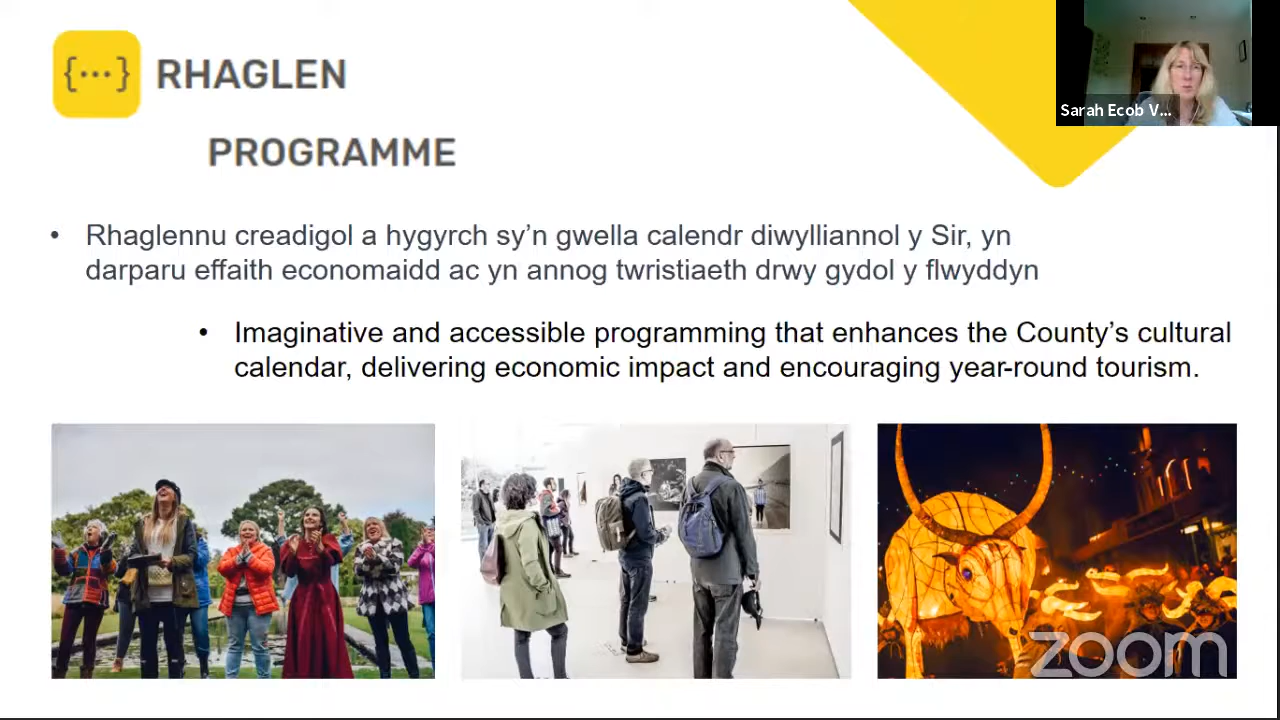 {···} RHAGLEN
Sarah Ecob V...
PROGRAMME
• Rhaglennu creadigol a hygyrch sy’n gwella calendr diwylliannol y Sir, yn
darparu effaith economaidd ac yn annog twristiaeth drwy gydol y flwyddyn
• Imaginative and accessible programming that enhances the County’s cultural
calendar, delivering economic impact and encouraging year-round tourism.
zoom